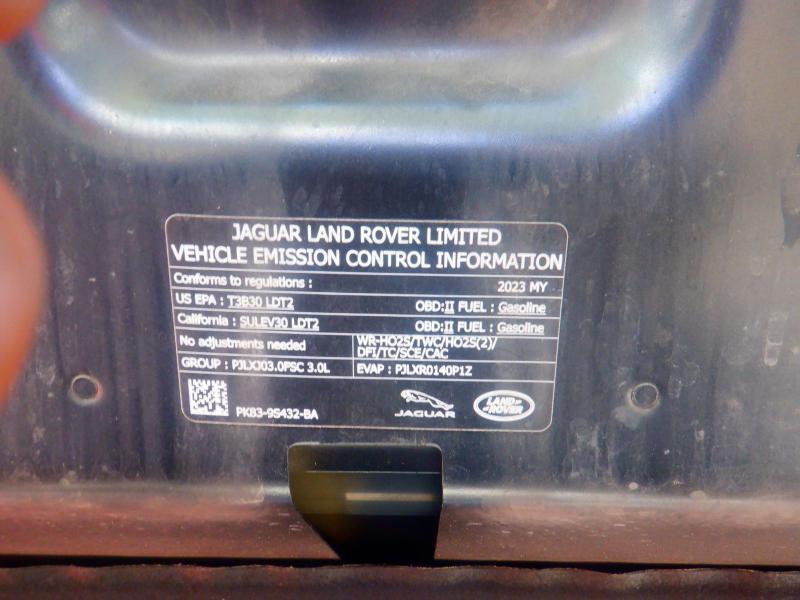 JAGUAR LAND ROVER LIMITED
VEHICLE EMISSION CONTROL INFORMATION
Conforms to regulations : 2023 MY
US EPA : T3B30 LDT2 OBD:II FUEL : Gasoline
California : SULEV30 LDT2 OBD:II FUEL : Gasoline
No adjustments needed WR-HO2S/TWC/HO2S(2)/
DFI/TC/SCE/CAC
GROUP : PJLXJ03.0FSC 3.0L EVAP : PJLXR0140P1Z
PK83-9S432-BA JAGUAR LAND ROVER